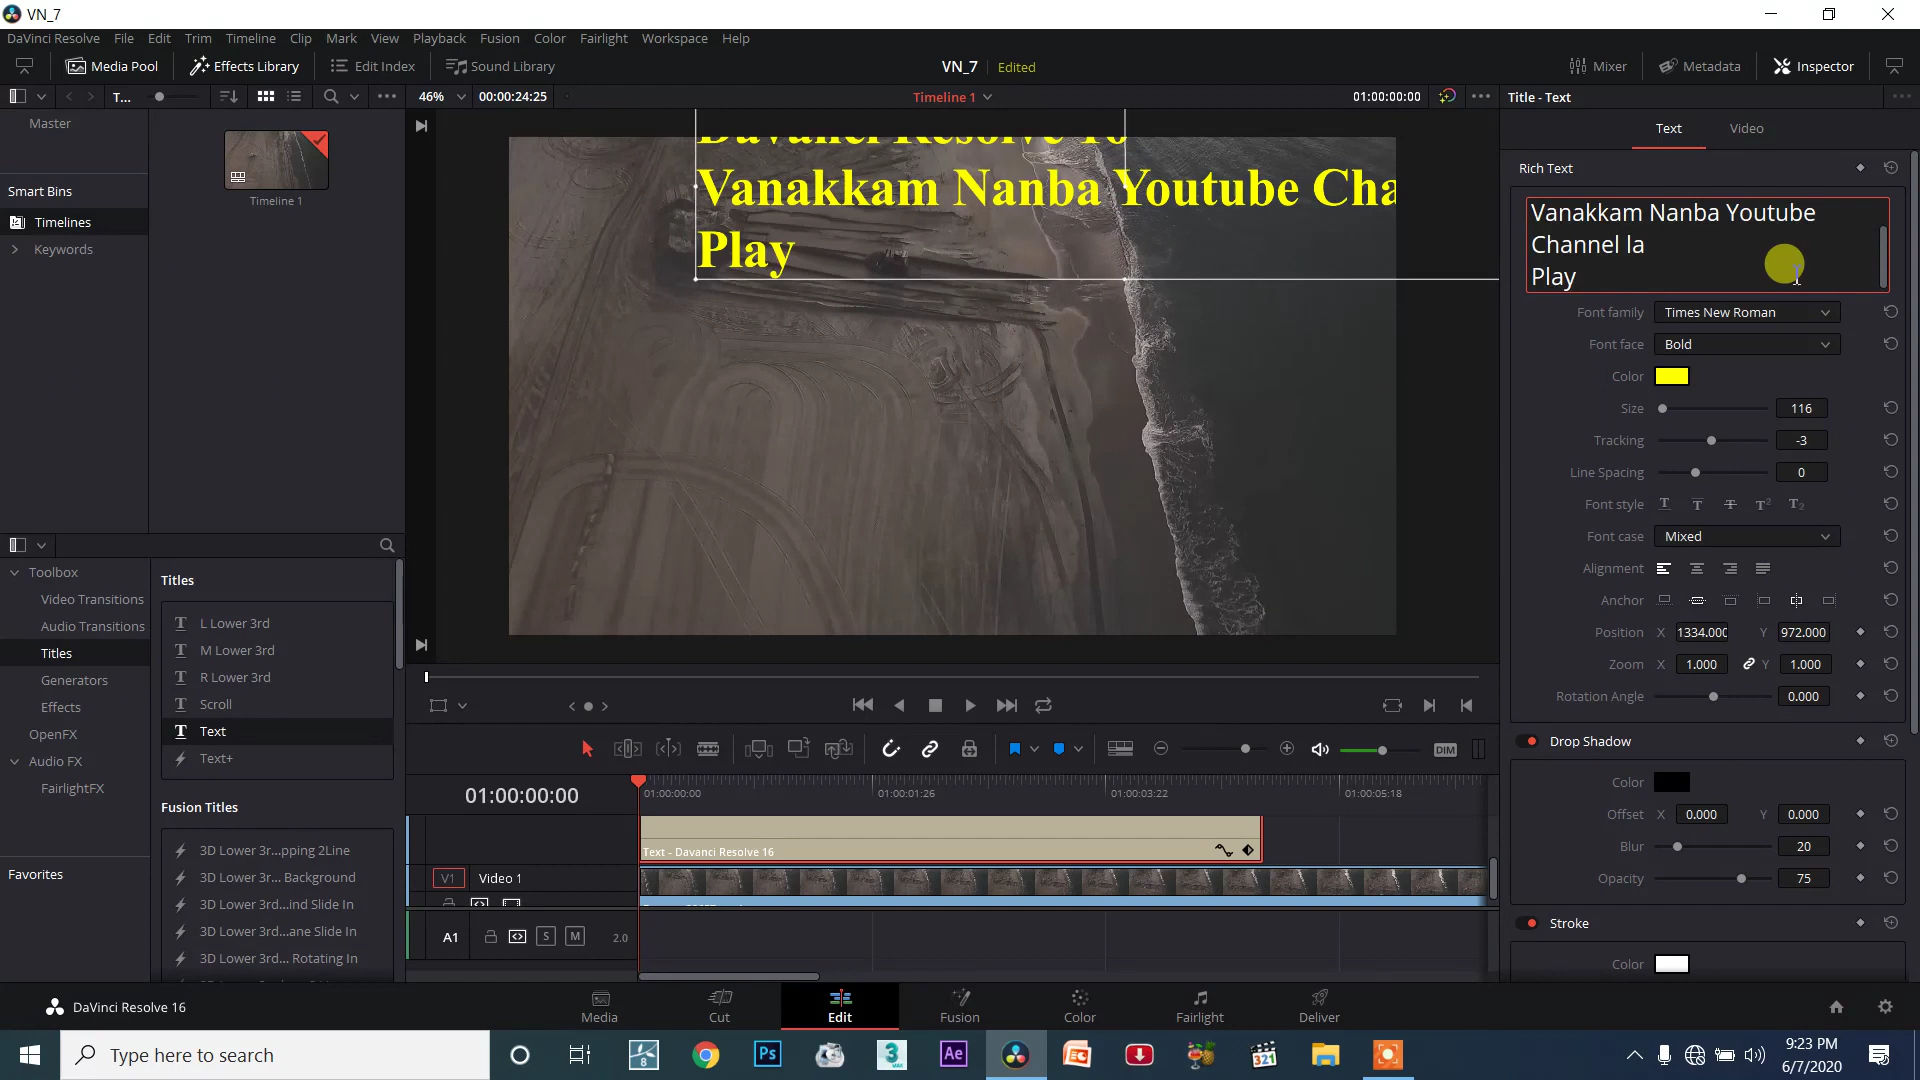 VN_7
DaVinci Resolve File Edit Trim Timeline Clip Mark View Playback Fusion Color Fairlight Workspace Help
Media Pool Effects Library Edit Index Sound Library VN_7 Edited Mixer Metadata Inspector
T... 46% 00:00:24:25 Timeline 1 01:00:00:00 Title - Text
Master
Timeline 1
Smart Bins
Timelines
Keywords
Vanakkam Nanba Youtube Cha
Play
Text Video
Rich Text
Vanakkam Nanba Youtube
Channel la
Play
Font family Times New Roman
Font face Bold
Color
Size 116
Tracking -3
Line Spacing 0
Font style T T T T2 T2
Font case Mixed
Alignment
Anchor
Position X 1334.000 Y 972.000
Zoom X 1.000 Y 1.000
Rotation Angle 0.000
Drop Shadow
Color
Offset X 0.000 Y 0.000
Blur 20
Opacity 75
Stroke
Color
Toolbox
Video Transitions
Audio Transitions
Titles
Generators
Effects
OpenFX
Audio FX
FairlightFX
Favorites
Titles
L Lower 3rd
M Lower 3rd
R Lower 3rd
Scroll
Text
Text+
Fusion Titles
3D Lower 3r...pping 2Line
3D Lower 3r... Background
3D Lower 3rd...ind Slide In
3D Lower 3rd...ane Slide In
3D Lower 3rd... Rotating In
DIM
01:00:00:00 01:00:00:00 01:00:01:26 01:00:03:22 01:00:05:18
Text - Davanci Resolve 16
V1 Video 1
A1 S M 2.0
DaVinci Resolve 16 Media Cut Edit Fusion Color Fairlight Deliver
Type here to search
Ps
Ae
321
9:23 PM
6/7/2020